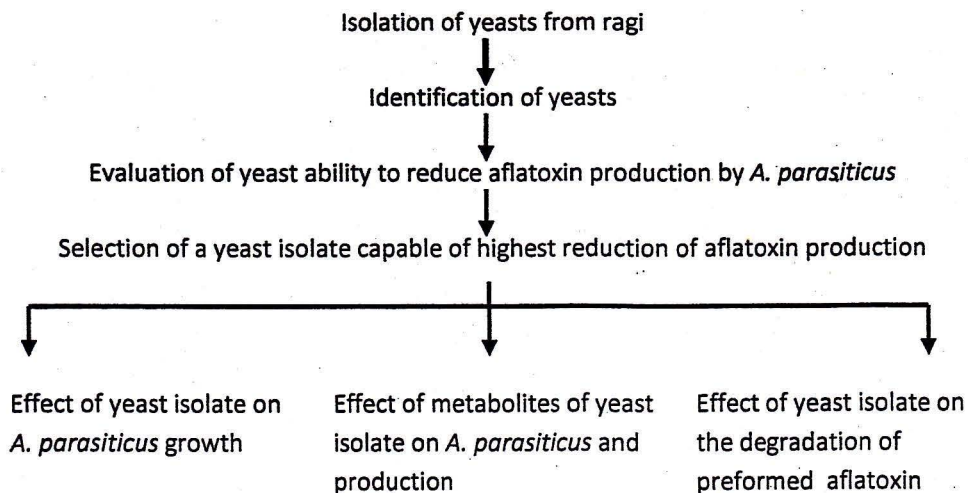 Isolation of yeasts from ragi
Identification of yeasts
Evaluation of yeast ability to reduce aflatoxin production by A. parasiticus
Selection of a yeast isolate capable of highest reduction of aflatoxin production
Effect of yeast isolate on
A. parasiticus growth
Effect of metabolites of yeast
isolate on A. parasiticus and
production
Effect of yeast isolate on
the degradation of
preformed aflatoxin